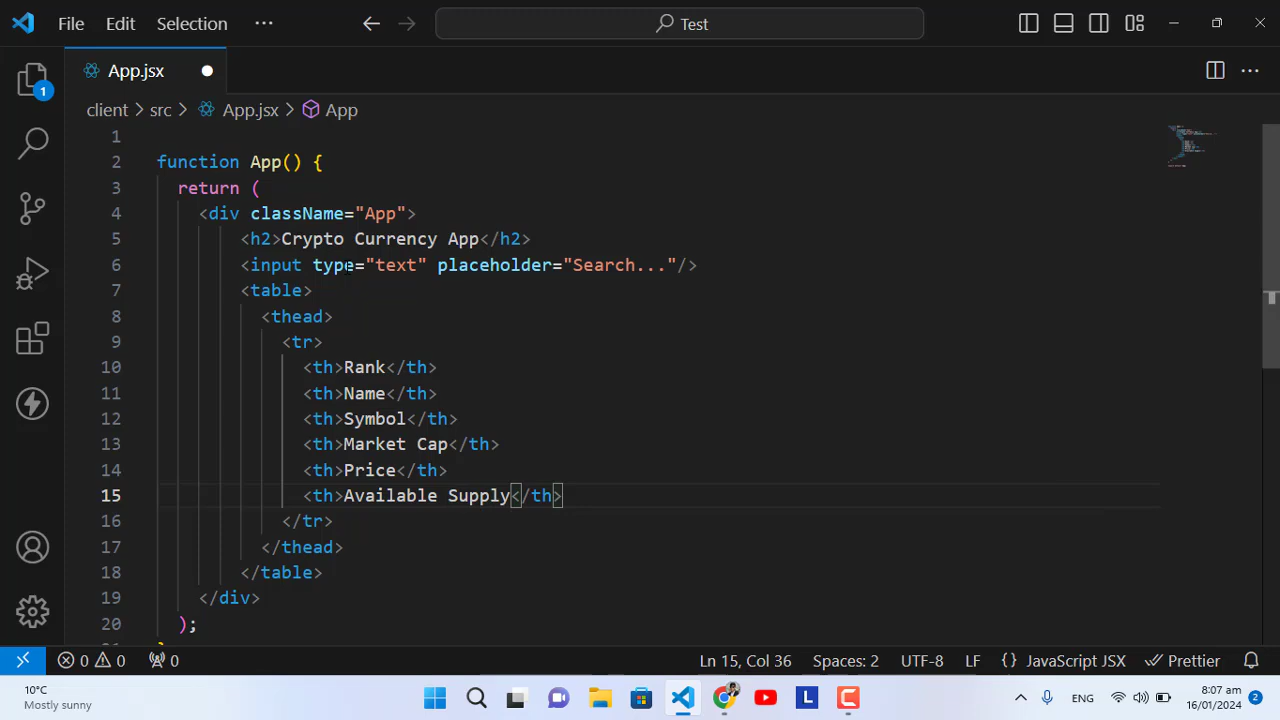 File Edit Selection ··· Test
App.jsx
1
client > src > App.jsx > App
1
2 function App() {
3 return (
4 <div className="App">
5 <h2>Crypto Currency App</h2>
6 <input type="text" placeholder="Search..."/>
7 <table>
8 <thead>
9 <tr>
10 <th>Rank</th>
11 <th>Name</th>
12 <th>Symbol</th>
13 <th>Market Cap</th>
14 <th>Price</th>
15 <th>Available Supply</th>
16 </tr>
17 </thead>
18 </table>
19 </div>
20 );
0 0 0 Ln 15, Col 36 Spaces: 2 UTF-8 LF {} JavaScript JSX Prettier
10°C
Mostly sunny
L
ENG
8:07 am
16/01/2024
2